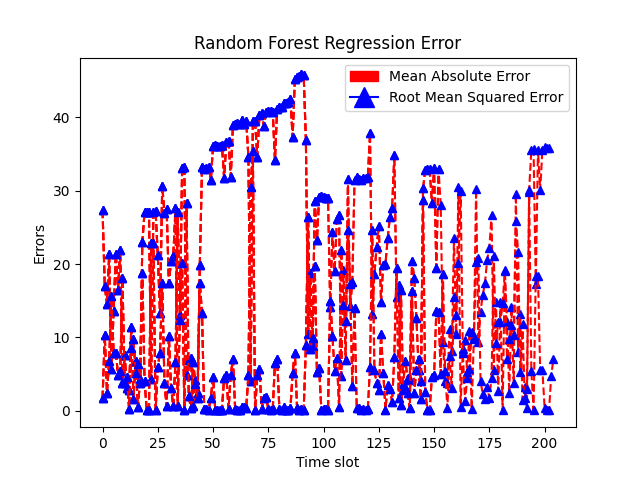 Random Forest Regression Error
Mean Absolute Error
Root Mean Squared Error
Errors
40
30
20
10
0
0 25 50 75 100 125 150 175 200
Time slot